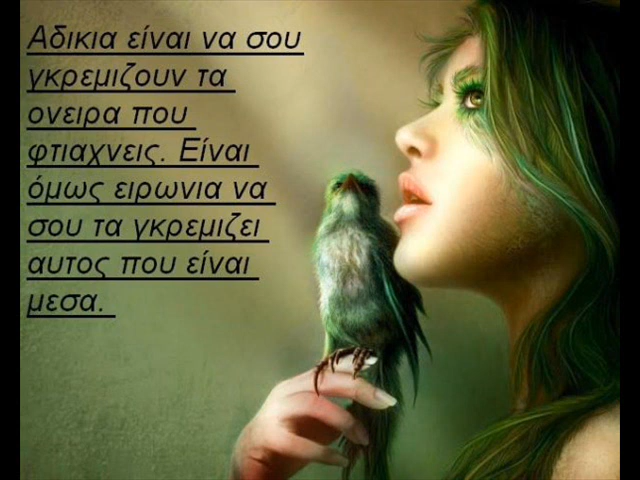 Αδικια είναι να σου
γκρεμιζουν τα
ονειρα που
φτιαχνεις. Είναι
όμως ειρωνια να
σου τα γκρεμιζει
αυτος που είναι
μεσα.